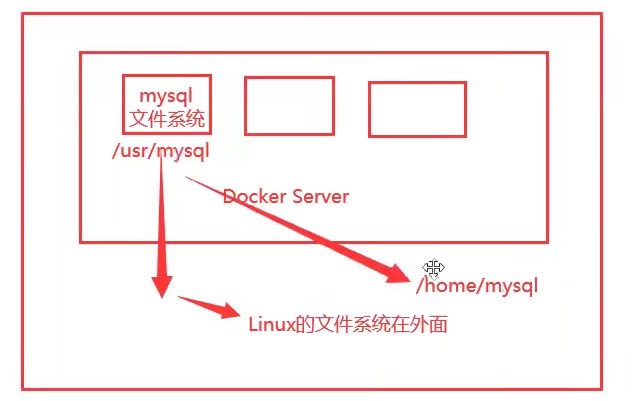 mysql
文件系统
/usr/mysql
Docker Server
/home/mysql
Linux的文件系统在外面